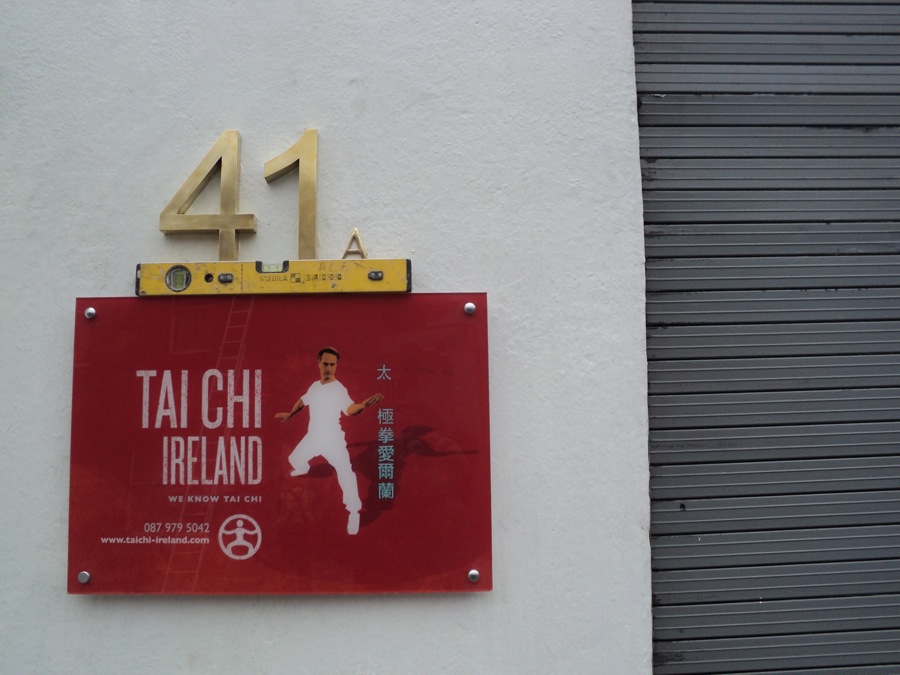 41
A
STABILA
TAI CHI
IRELAND
WE KNOW TAI CHI
087 979 5042
www.taichi-ireland.com
太極拳愛爾蘭